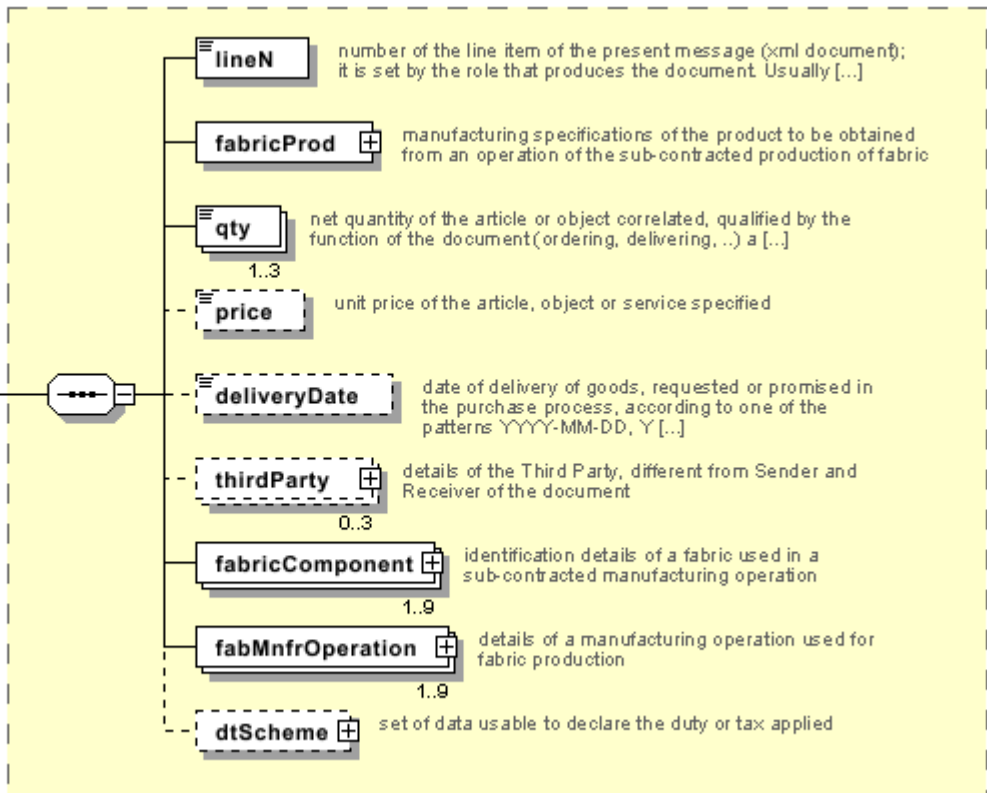 lineN
number of the line item of the present message (xml document);
it is set by the role that produces the document. Usually [...]
fabricProd
manufacturing specifications of the product to be obtained
from an operation of the sub-contracted production of fabric
qty
net quantity of the article or object correlated, qualified by the
function of the document (ordering, delivering, ..) a [...]
1..3
price
unit price of the article, object or service specified
deliveryDate
date of delivery of goods, requested or promised in
the purchase process, according to one of the
patterns YYYY-MM-DD, Y [...]
thirdParty
details of the Third Party, different from Sender and
Receiver of the document
0..3
fabricComponent
identification details of a fabric used in a
sub-contracted manufacturing operation
1..9
fabMnfrOperation
details of a manufacturing operation used for
fabric production
1..9
dtScheme
set of data usable to declare the duty or tax applied